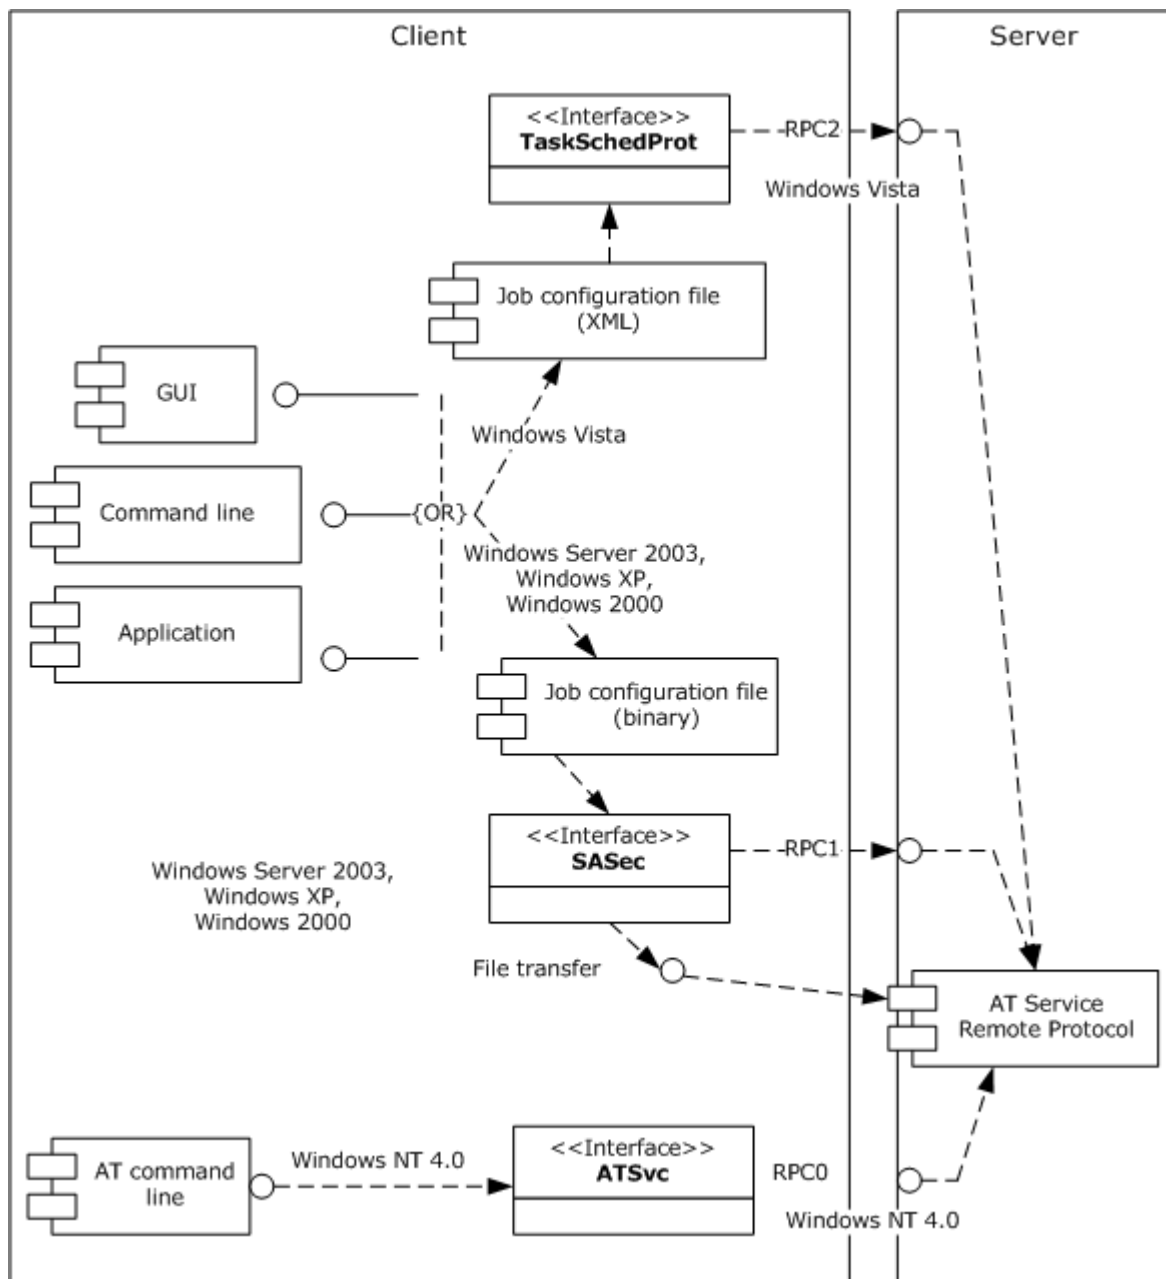 Client
Server
<<Interface>>
TaskSchedProt
RPC2
Windows Vista
Job configuration file
(XML)
GUI
Windows Vista
Command line
{OR}
Windows Server 2003,
Windows XP,
Windows 2000
Application
Job configuration file
(binary)
<<Interface>>
SASec
RPC1
Windows Server 2003,
Windows XP,
Windows 2000
File transfer
AT Service
Remote Protocol
AT command
line
Windows NT 4.0
<<Interface>>
ATSvc
RPC0
Windows NT 4.0